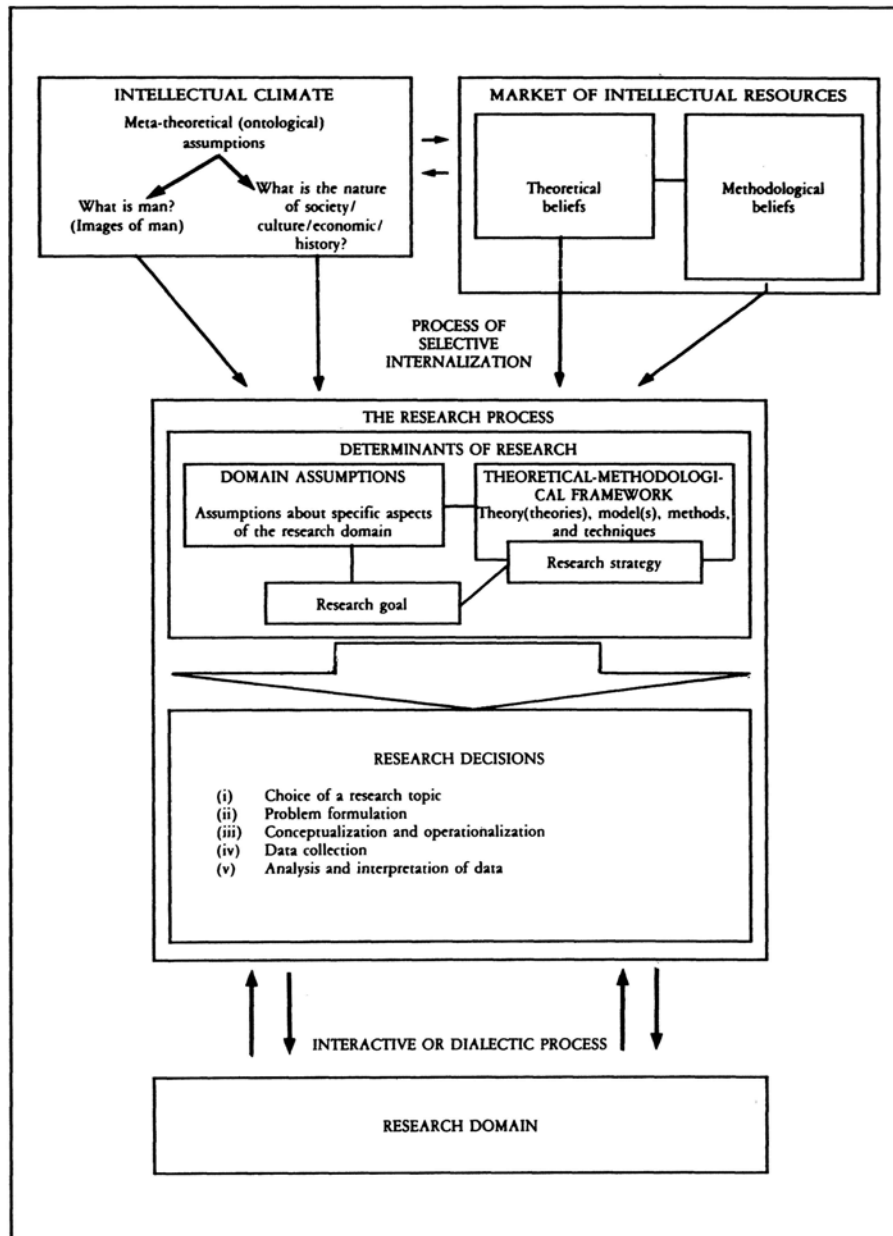 INTELLECTUAL CLIMATE
Meta-theoretical (ontological)
assumptions
What is man?
(Images of man)
What is the nature
of society/
culture/economic/
history?
MARKET OF INTELLECTUAL RESOURCES
Theoretical
beliefs
Methodological
beliefs
PROCESS OF
SELECTIVE
INTERNALIZATION
THE RESEARCH PROCESS
DETERMINANTS OF RESEARCH
DOMAIN ASSUMPTIONS
Assumptions about specific aspects
of the research domain
THEORETICAL-METHODOLOGI-
CAL FRAMEWORK
Theory(theories), model(s), methods,
and techniques
Research strategy
Research goal
RESEARCH DECISIONS
(i) Choice of a research topic
(ii) Problem formulation
(iii) Conceptualization and operationalization
(iv) Data collection
(v) Analysis and interpretation of data
INTERACTIVE OR DIALECTIC PROCESS
RESEARCH DOMAIN